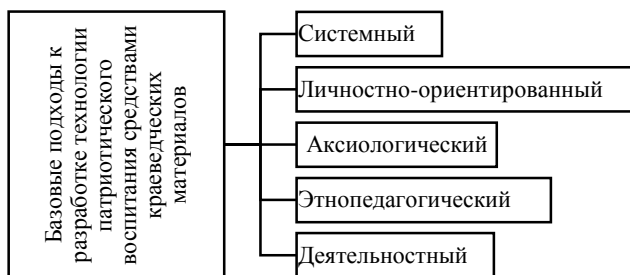 Базовые подходы к
разработке технологии
патриотического
воспитания средствами
краеведческих
материалов
Системный
Личностно-ориентированный
Аксиологический
Этнопедагогический
Деятельностный